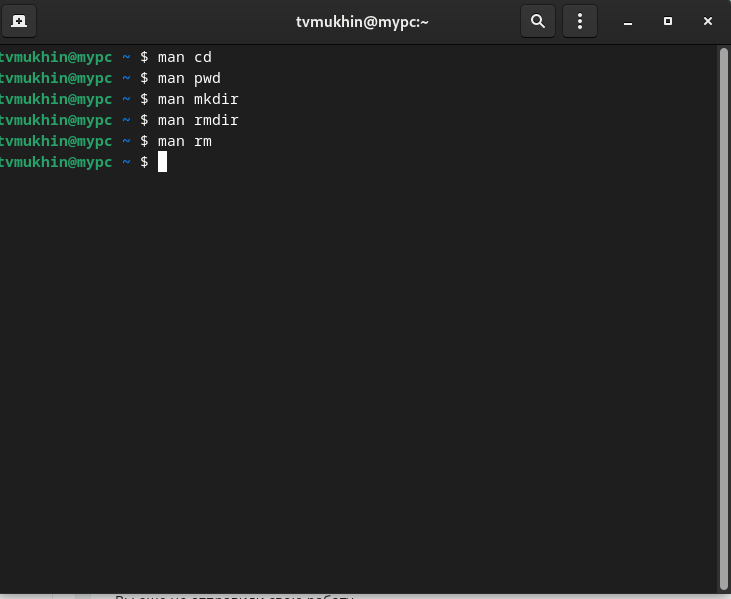 tvmukhin@mypc:~
tvmukhin@mypc ~ $ man cd
tvmukhin@mypc ~ $ man pwd
tvmukhin@mypc ~ $ man mkdir
tvmukhin@mypc ~ $ man rmdir
tvmukhin@mypc ~ $ man rm
tvmukhin@mypc ~ $